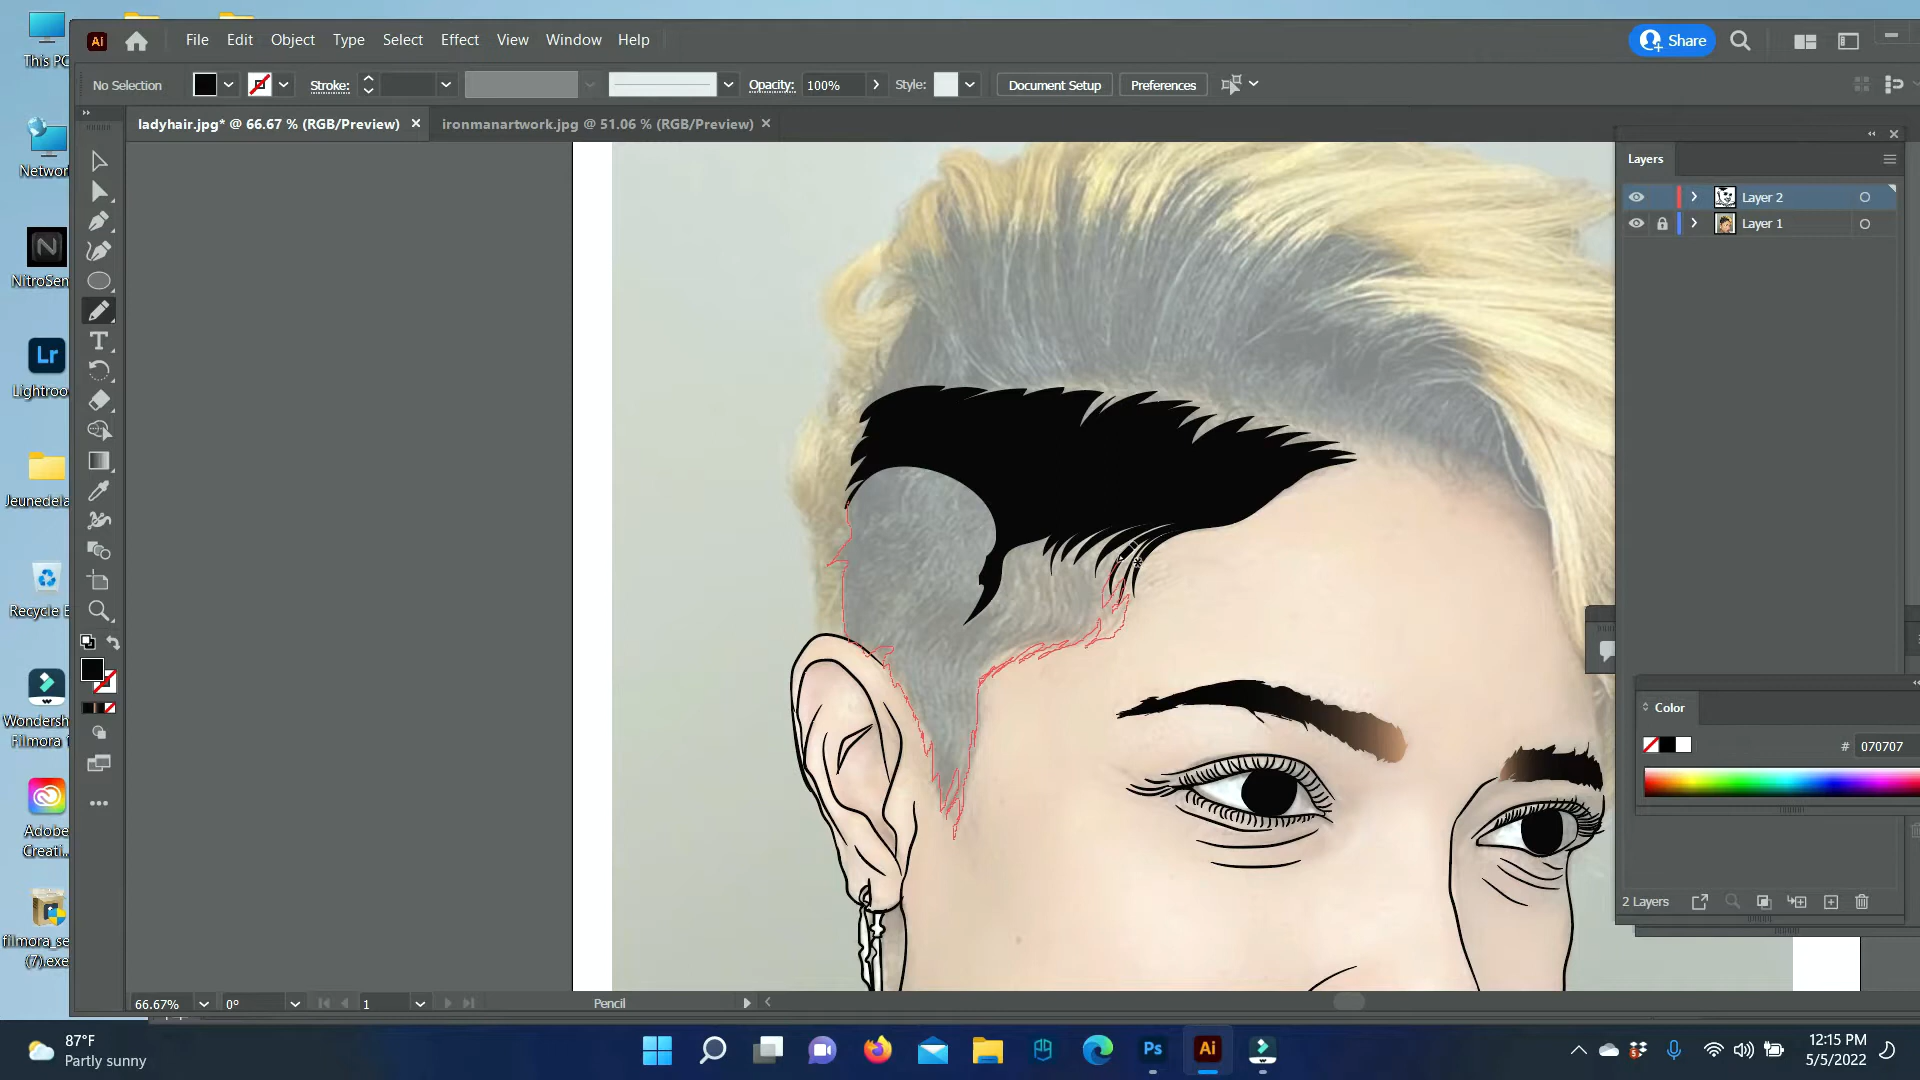 This PC
Network
NitroSen
Lr
Lightroo
Jeunedela
Recycle B
Wondersh
Filmora
Adobe
Creati...
filmora_se
(7).exe
Ai
File Edit Object Type Select Effect View Window Help
Share
No Selection
Stroke:
Opacity: 100%
Style:
Document Setup
Preferences
ladyhair.jpg* @ 66.67 % (RGB/Preview) ×
ironmanartwork.jpg @ 51.06 % (RGB/Preview) ×
Layers
Layer 2
Layer 1
Color
# 070707
2 Layers
66.67%
0°
1
Pencil
87°F
Partly sunny
Ps
Ai
12:15 PM
5/5/2022